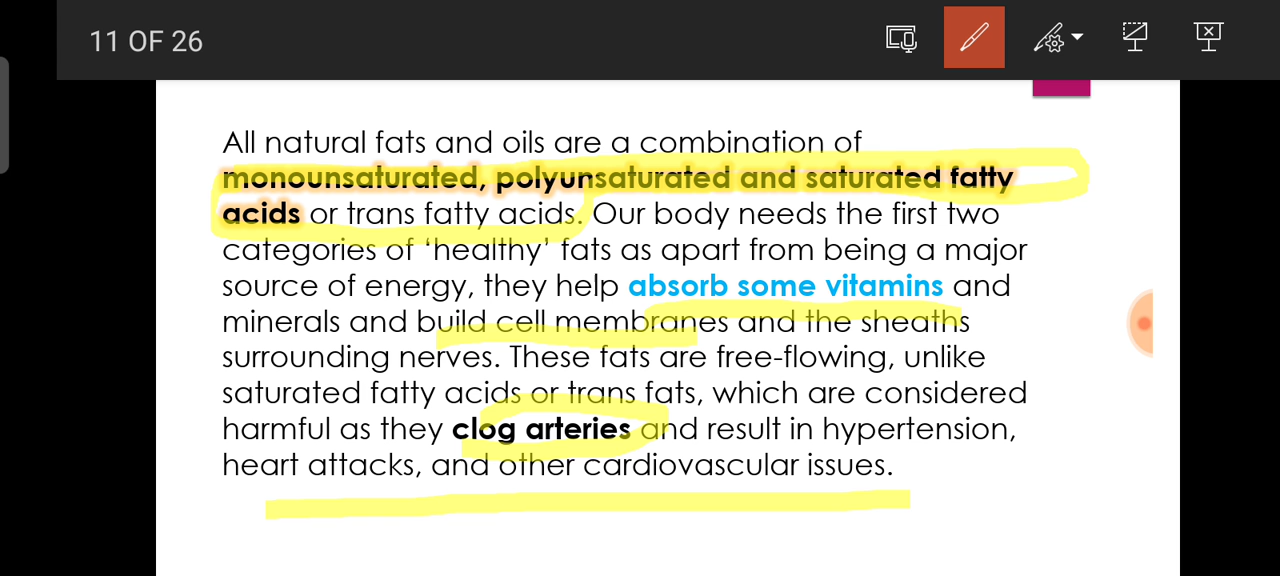 11 OF 26
All natural fats and oils are a combination of
monounsaturated, polyunsaturated and saturated fatty
acids or trans fatty acids. Our body needs the first two
categories of ‘healthy’ fats as apart from being a major
source of energy, they help absorb some vitamins and
minerals and build cell membranes and the sheaths
surrounding nerves. These fats are free-flowing, unlike
saturated fatty acids or trans fats, which are considered
harmful as they clog arteries and result in hypertension,
heart attacks, and other cardiovascular issues.